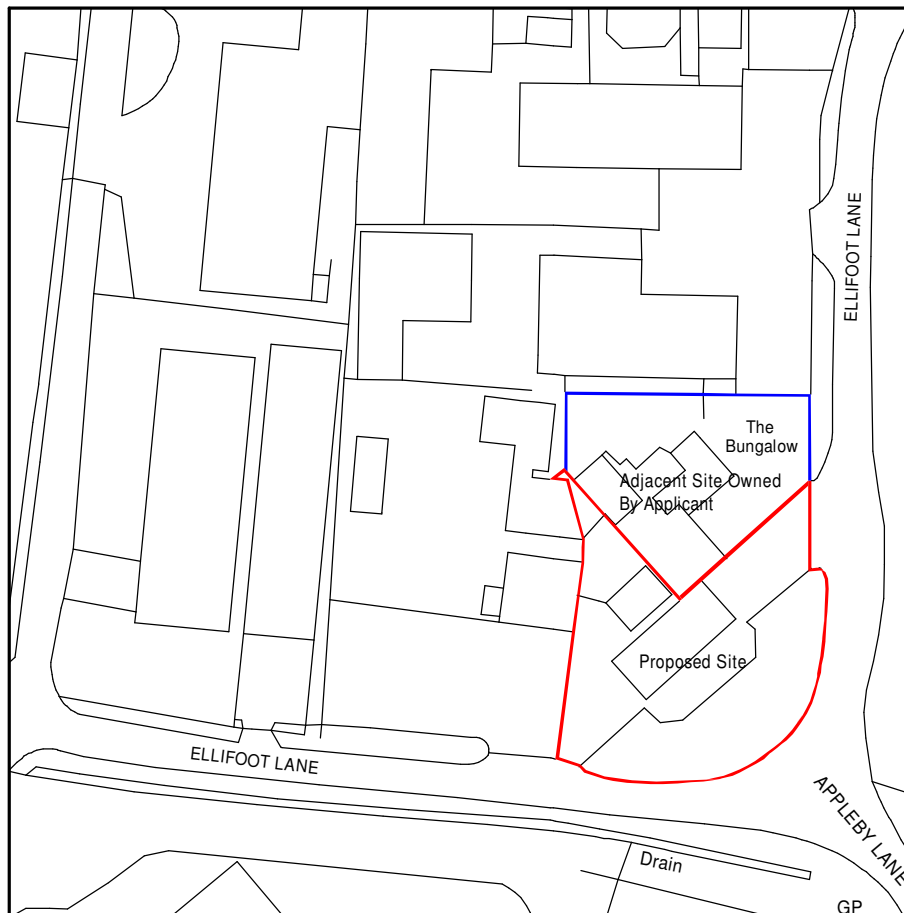 ELLIFOOT LANE
The
Bungalow
Adjacent Site Owned
By Applicant
Proposed Site
ELLIFOOT LANE
APPLEBY LANE
Drain
GP